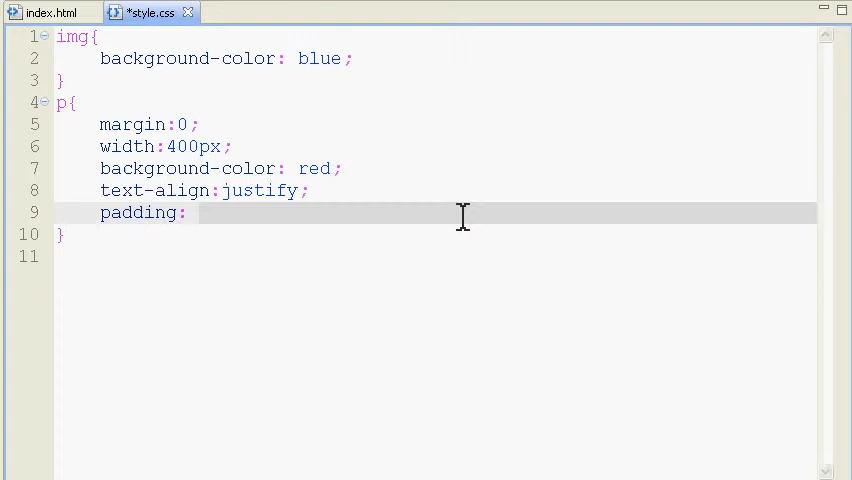 index.html
*style.css
1 img{
2 background-color: blue;
3 }
4 p{
5 margin:0;
6 width:400px;
7 background-color: red;
8 text-align:justify;
9 padding:
10 }
11